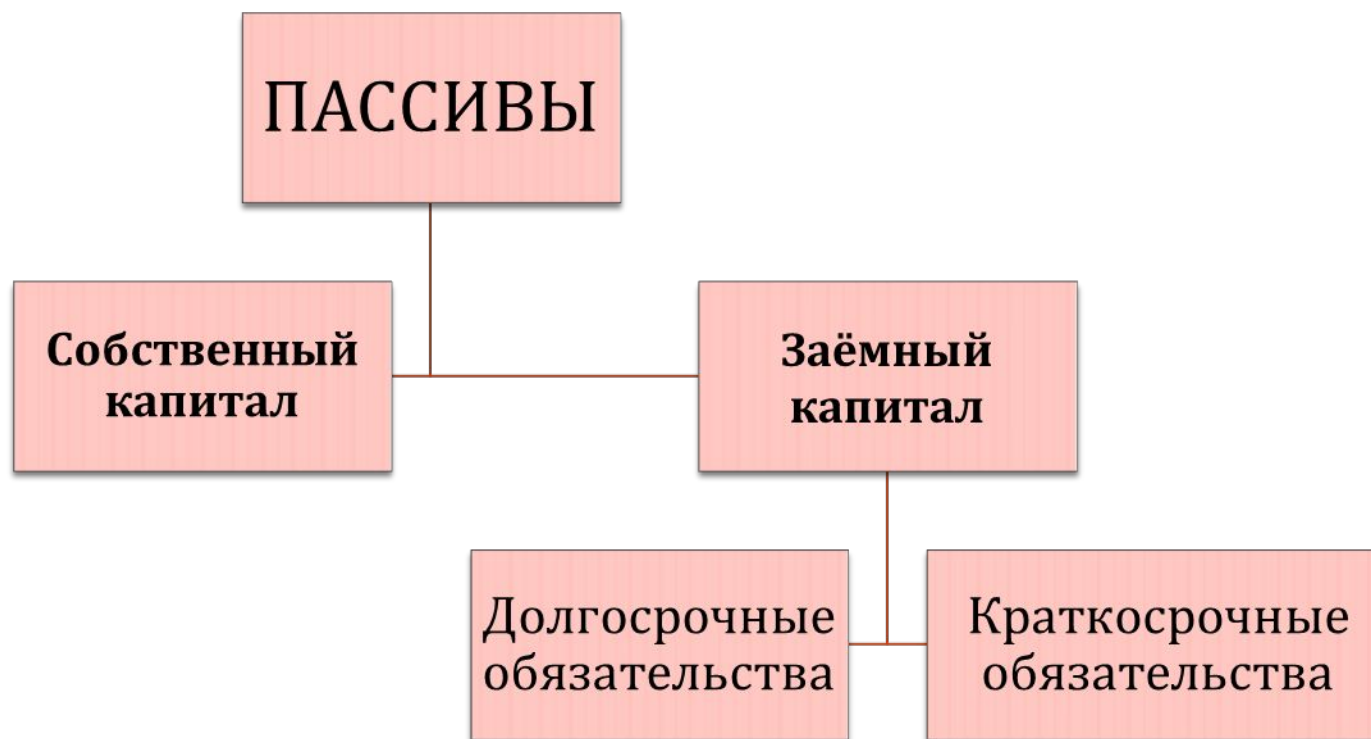 ПАССИВЫ
Собственный
капитал
Заёмный
капитал
Долгосрочные
обязательства
Краткосрочные
обязательства